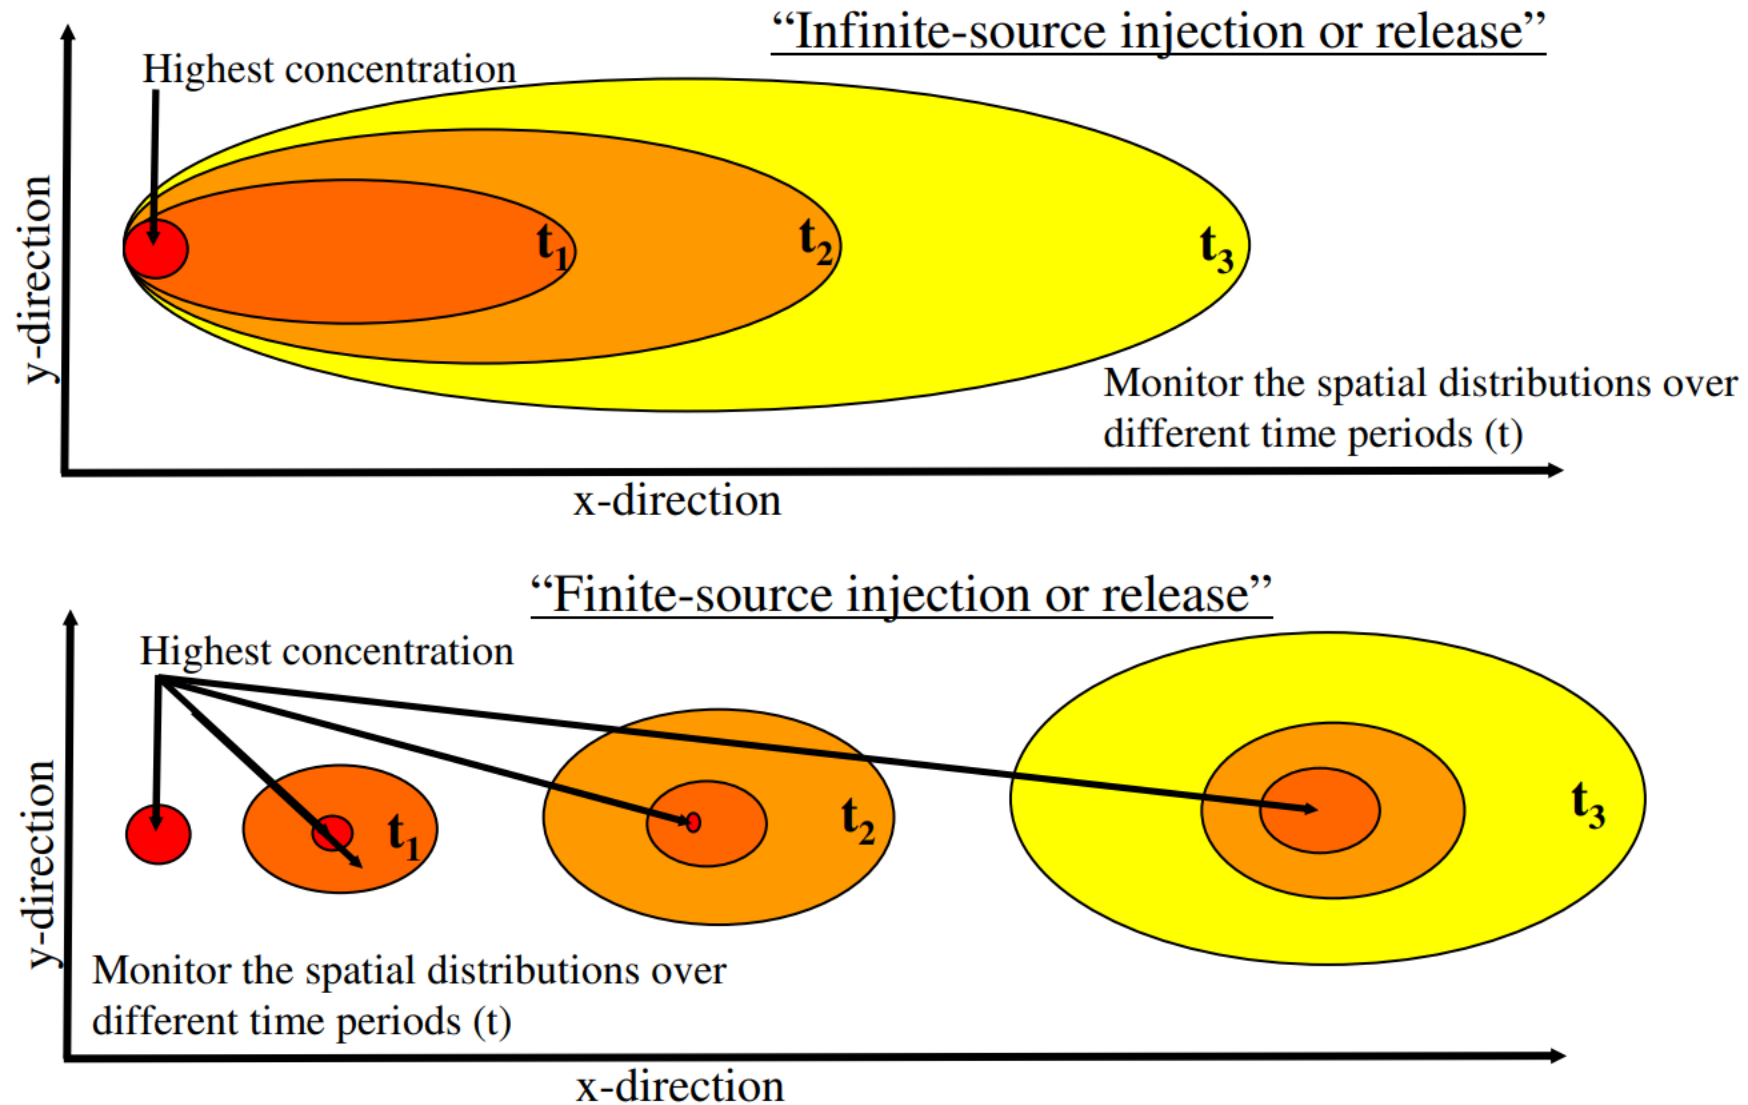 “Infinite-source injection or release”
Highest concentration
t1
t2
t3
y-direction
Monitor the spatial distributions over
different time periods (t)
x-direction
“Finite-source injection or release”
Highest concentration
t1
t2
t3
y-direction
Monitor the spatial distributions over
different time periods (t)
x-direction